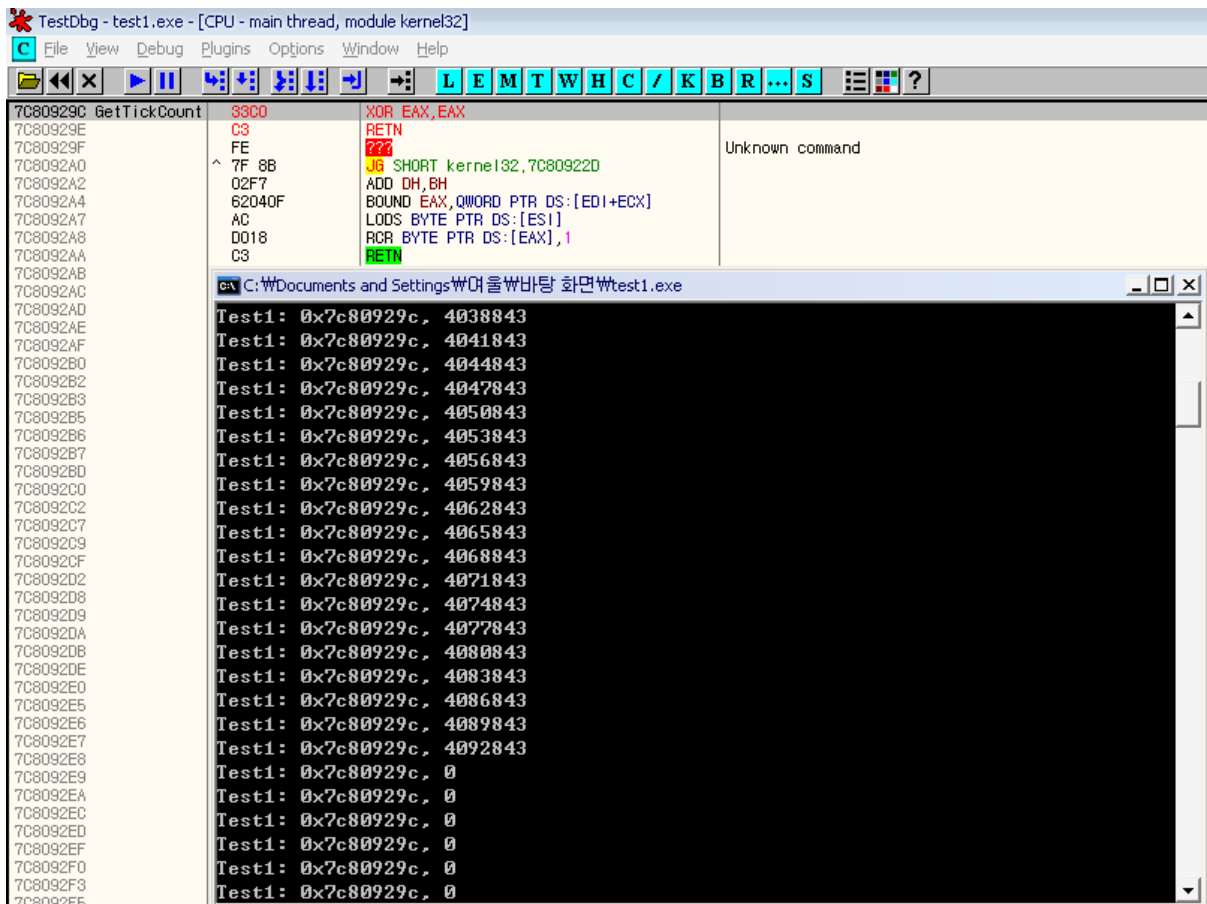 TestDbg - test1.exe - [CPU - main thread, module kernel32]
C File View Debug Plugins Options Window Help
L E M T W H C / K B R ... S ?
7C80929C GetTickCount 33C0 XOR EAX,EAX
7C80929E C3 RETN
7C80929F FE ??? Unknown command
7C8092A0 ^ 7F 8B JG SHORT kernel32.7C80922D
7C8092A2 02F7 ADD DH,BH
7C8092A4 62040F BOUND EAX,QWORD PTR DS:[EDI+ECX]
7C8092A7 AC LODS BYTE PTR DS:[ESI]
7C8092A8 D018 RCR BYTE PTR DS:[EAX],1
7C8092AA C3 RETN
7C8092AB
7C8092AC
7C8092AD
7C8092AE
7C8092AF
7C8092B0
7C8092B2
7C8092B3
7C8092B5
7C8092B6
7C8092B7
7C8092BD
7C8092C0
7C8092C2
7C8092C7
7C8092C9
7C8092CF
7C8092D2
7C8092D8
7C8092D9
7C8092DA
7C8092DB
7C8092DE
7C8092E0
7C8092E5
7C8092E6
7C8092E7
7C8092E8
7C8092E9
7C8092EA
7C8092EC
7C8092ED
7C8092EF
7C8092F0
7C8092F3
C:₩Documents and Settings₩여울₩바탕 화면₩test1.exe
Test1: 0x7c80929c, 4038843
Test1: 0x7c80929c, 4041843
Test1: 0x7c80929c, 4044843
Test1: 0x7c80929c, 4047843
Test1: 0x7c80929c, 4050843
Test1: 0x7c80929c, 4053843
Test1: 0x7c80929c, 4056843
Test1: 0x7c80929c, 4059843
Test1: 0x7c80929c, 4062843
Test1: 0x7c80929c, 4065843
Test1: 0x7c80929c, 4068843
Test1: 0x7c80929c, 4071843
Test1: 0x7c80929c, 4074843
Test1: 0x7c80929c, 4077843
Test1: 0x7c80929c, 4080843
Test1: 0x7c80929c, 4083843
Test1: 0x7c80929c, 4086843
Test1: 0x7c80929c, 4089843
Test1: 0x7c80929c, 4092843
Test1: 0x7c80929c, 0
Test1: 0x7c80929c, 0
Test1: 0x7c80929c, 0
Test1: 0x7c80929c, 0
Test1: 0x7c80929c, 0
Test1: 0x7c80929c, 0